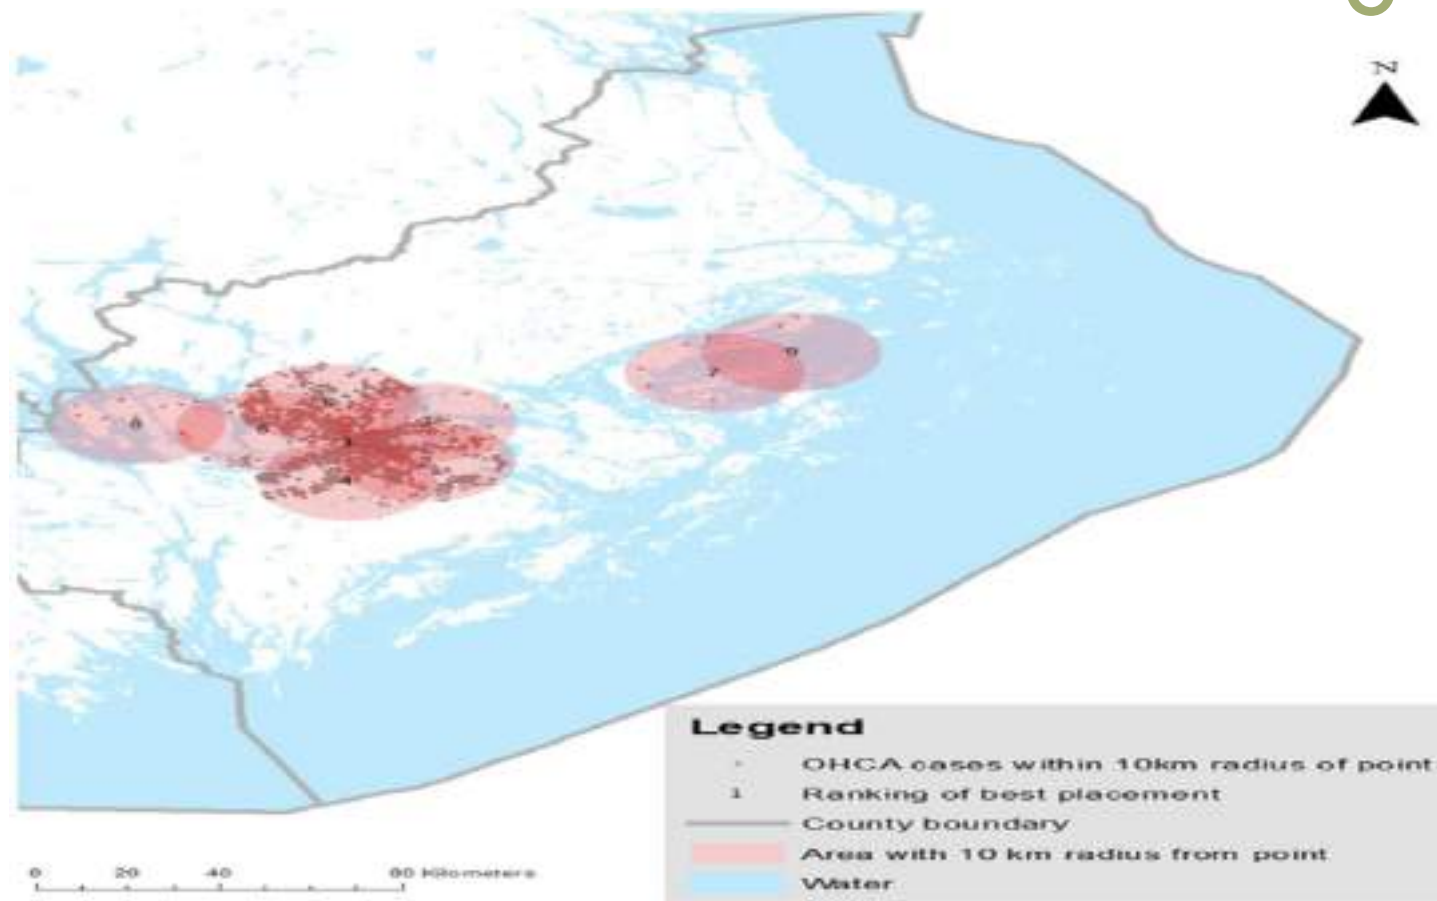 N
Legend
OHCA cases within 10km radius of point
1 Ranking of best placement
County boundary
Area with 10 km radius from point
Water
0 20 40 80 Kilometers